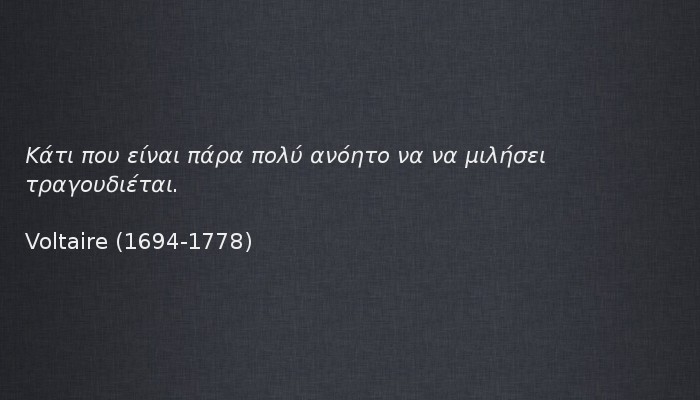 Κάτι που είναι πάρα πολύ ανόητο να να μιλήσει
τραγουδιέται.
Voltaire (1694-1778)